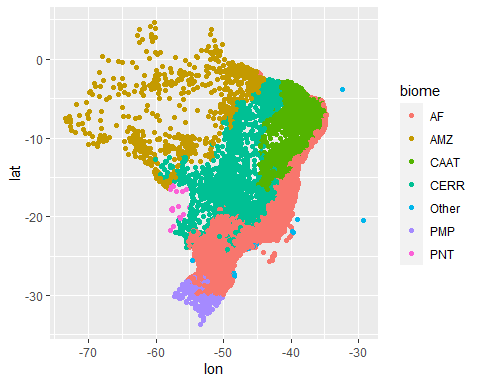 0
-10
-20
-30
lat
-70
-60
-50
-40
-30
lon
biome
AF
AMZ
CAAT
CERR
Other
PMP
PNT